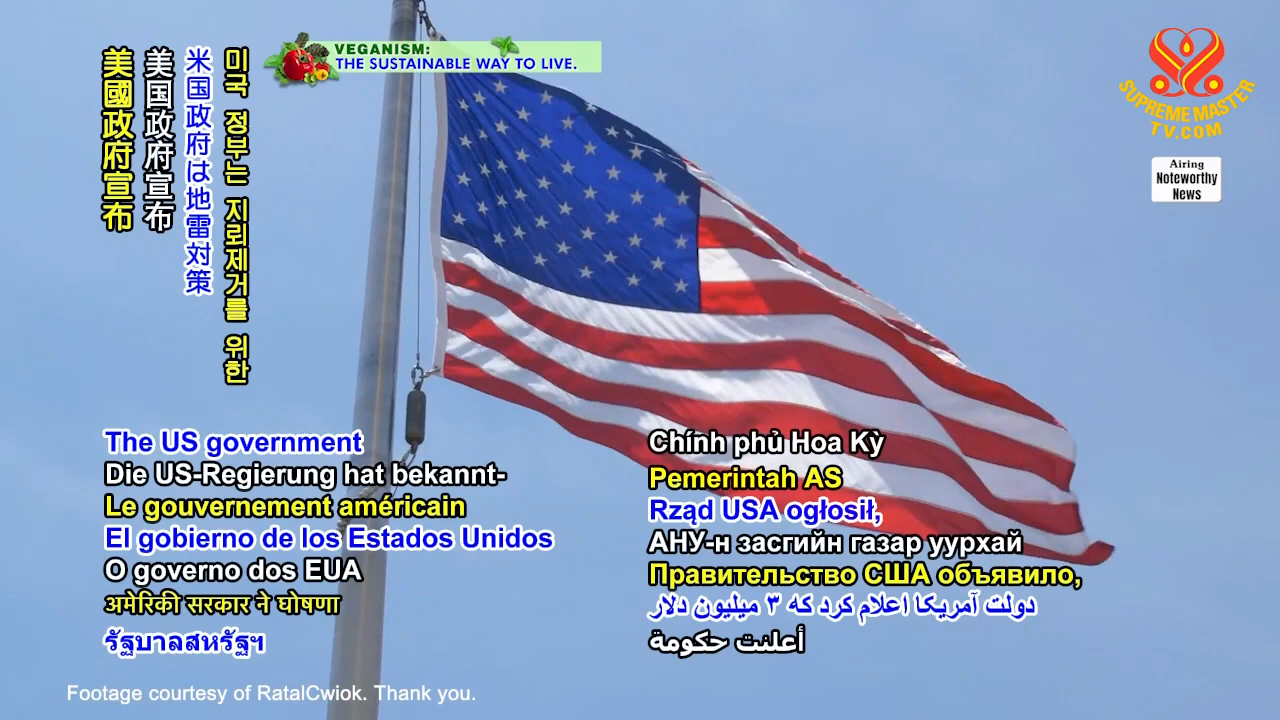 VEGANISM:
THE SUSTAINABLE WAY TO LIVE.
SUPREME MASTER
TV.COM
Airing
Noteworthy
News
美國政府宣布
美国政府宣布
米国政府は地雷対策
미국 정부는 지뢰제거를 위한
The US government
Die US-Regierung hat bekannt-
Le gouvernement américain
El gobierno de los Estados Unidos
O governo dos EUA
अमेरिकी सरकार ने घोषणा
รัฐบาลสหรัฐฯ
Chính phủ Hoa Kỳ
Pemerintah AS
Rząd USA ogłosił,
АНУ-н засгийн газар уурхай
Правительство США объявило,
دولت آمریکا اعلام کرد که ۳ میلیون دلار
أعلنت حكومة
Footage courtesy of RatalCwiok. Thank you.